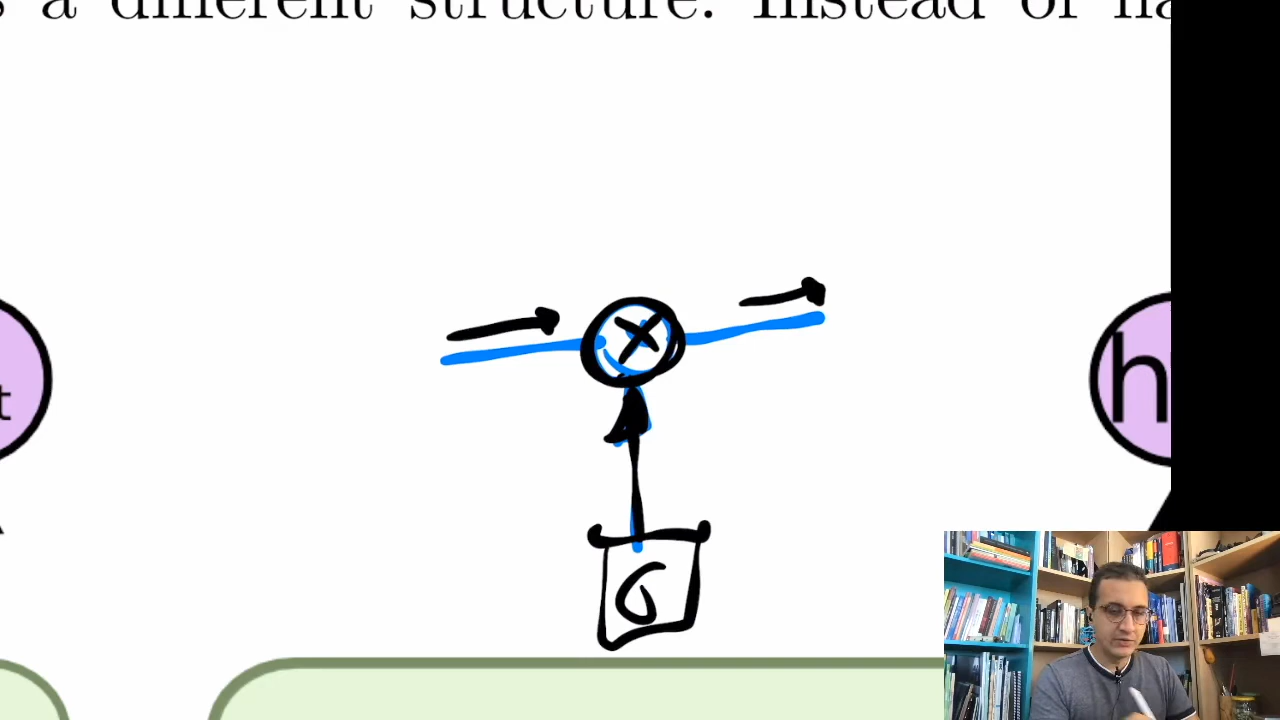 a different structure. Instead of
t
h
σ